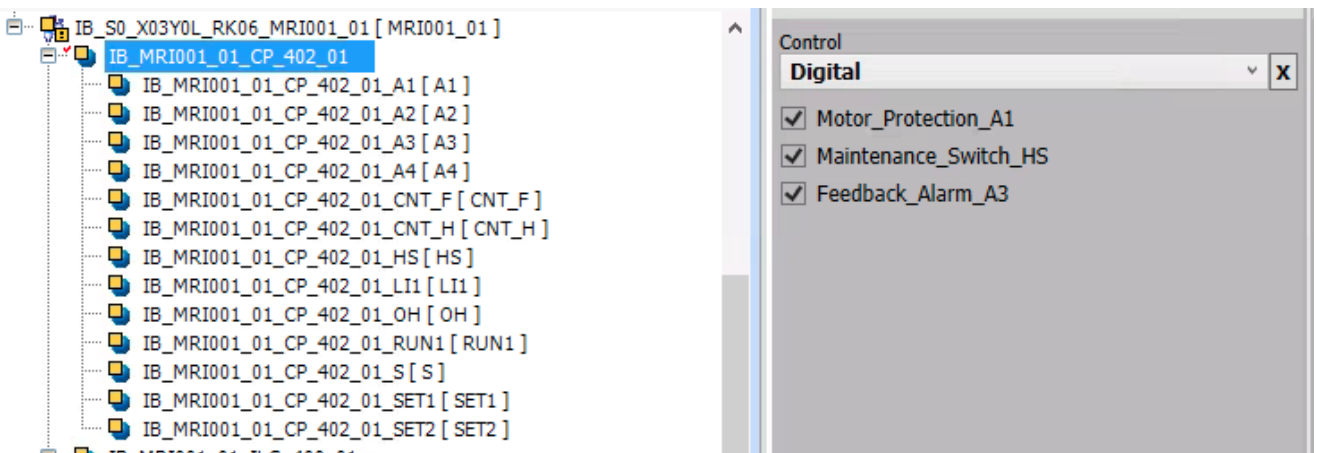 IB_S0_X03Y0L_RK06_MRI001_01 [ MRI001_01 ]
IB_MRI001_01_CP_402_01
IB_MRI001_01_CP_402_01_A1 [ A1 ]
IB_MRI001_01_CP_402_01_A2 [ A2 ]
IB_MRI001_01_CP_402_01_A3 [ A3 ]
IB_MRI001_01_CP_402_01_A4 [ A4 ]
IB_MRI001_01_CP_402_01_CNT_F [ CNT_F ]
IB_MRI001_01_CP_402_01_CNT_H [ CNT_H ]
IB_MRI001_01_CP_402_01_HS [ HS ]
IB_MRI001_01_CP_402_01_LI1 [ LI1 ]
IB_MRI001_01_CP_402_01_OH [ OH ]
IB_MRI001_01_CP_402_01_RUN1 [ RUN1 ]
IB_MRI001_01_CP_402_01_S [ S ]
IB_MRI001_01_CP_402_01_SET1 [ SET1 ]
IB_MRI001_01_CP_402_01_SET2 [ SET2 ]
Control
Digital
X
Motor_Protection_A1
Maintenance_Switch_HS
Feedback_Alarm_A3